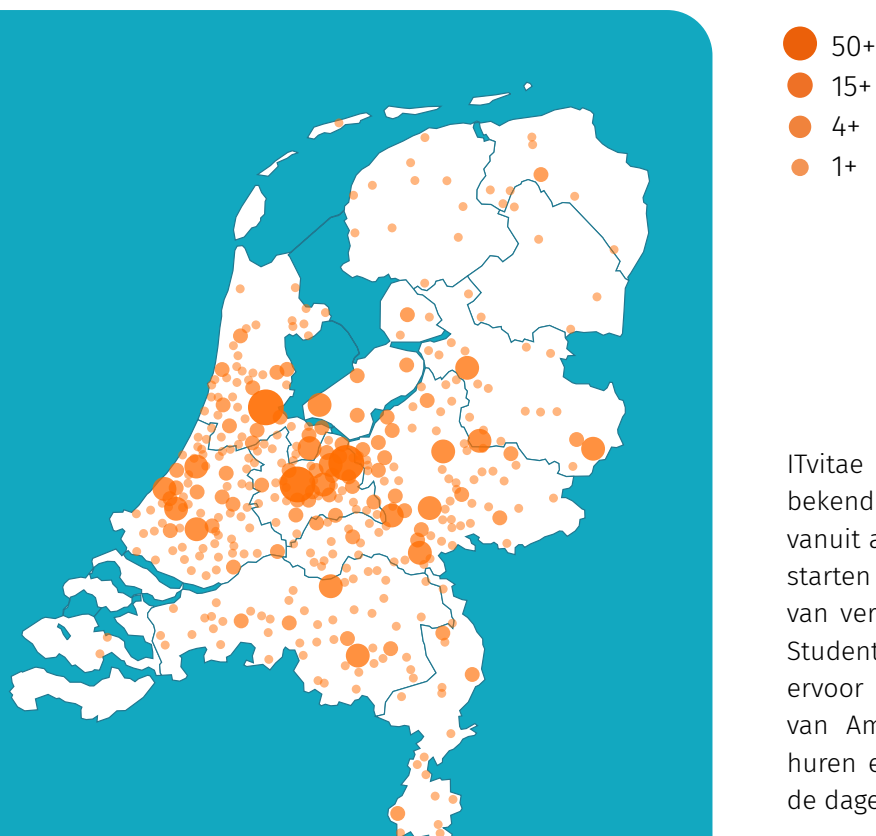 50+
15+
4+
1+
ITvitae
bekend
vanuit a
starten
van ver
Student
ervoor
van Am
huren e
de dage